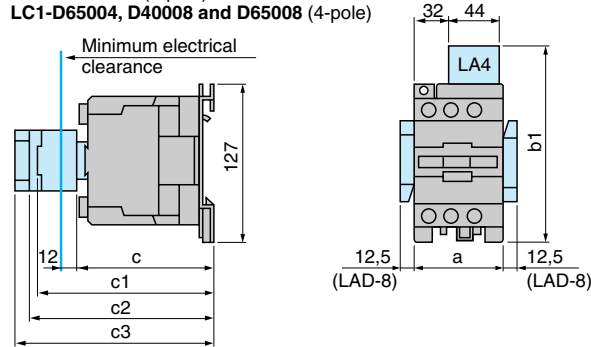 LC1-D65004, D40008 and D65008 (4-pole)
Minimum electrical
clearance
12
c
c1
c2
c3
127
32
44
LA4
b1
12,5
(LAD-8)
a
12,5
(LAD-8)